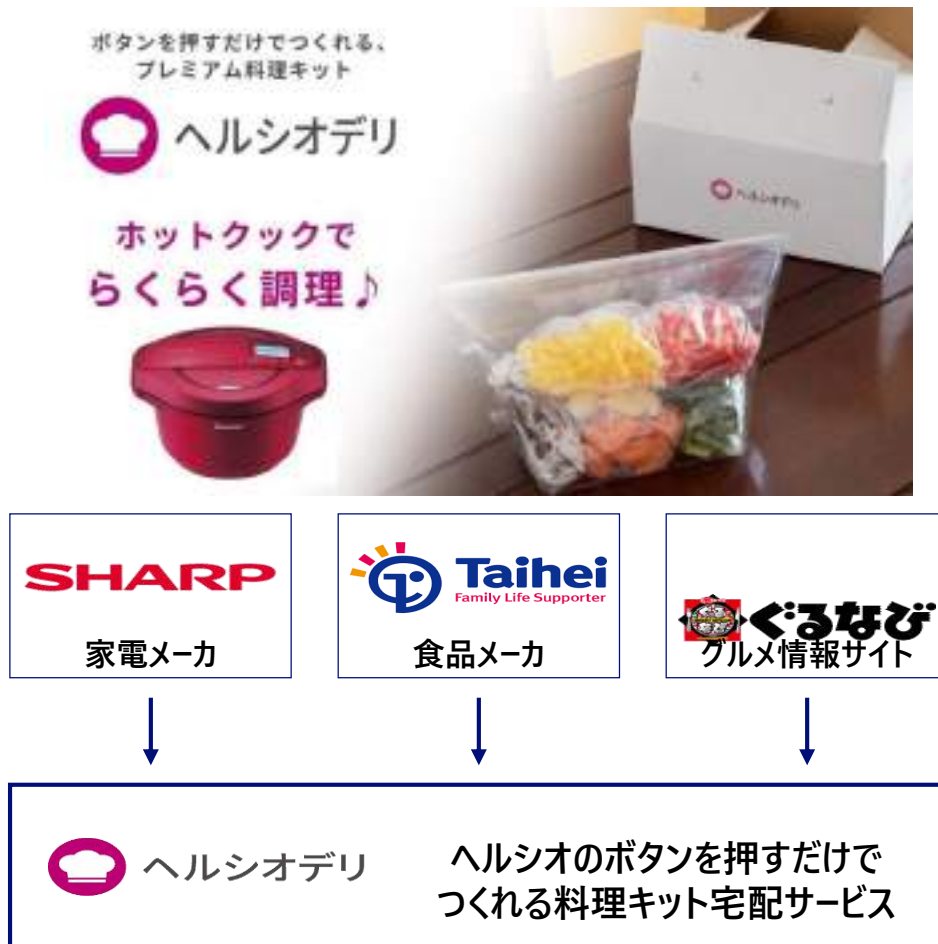 ボタンを押すだけでつくれる、
プレミアム料理キット
ヘルシオデリ
ホットクックで
らくらく調理♪
ヘルシオデリ
SHARP
家電メーカ
Taihei
Family Life Supporter
食品メーカ
ぐるなび
グルメ情報サイト
ヘルシオデリ
ヘルシオのボタンを押すだけで
つくれる料理キット宅配サービス